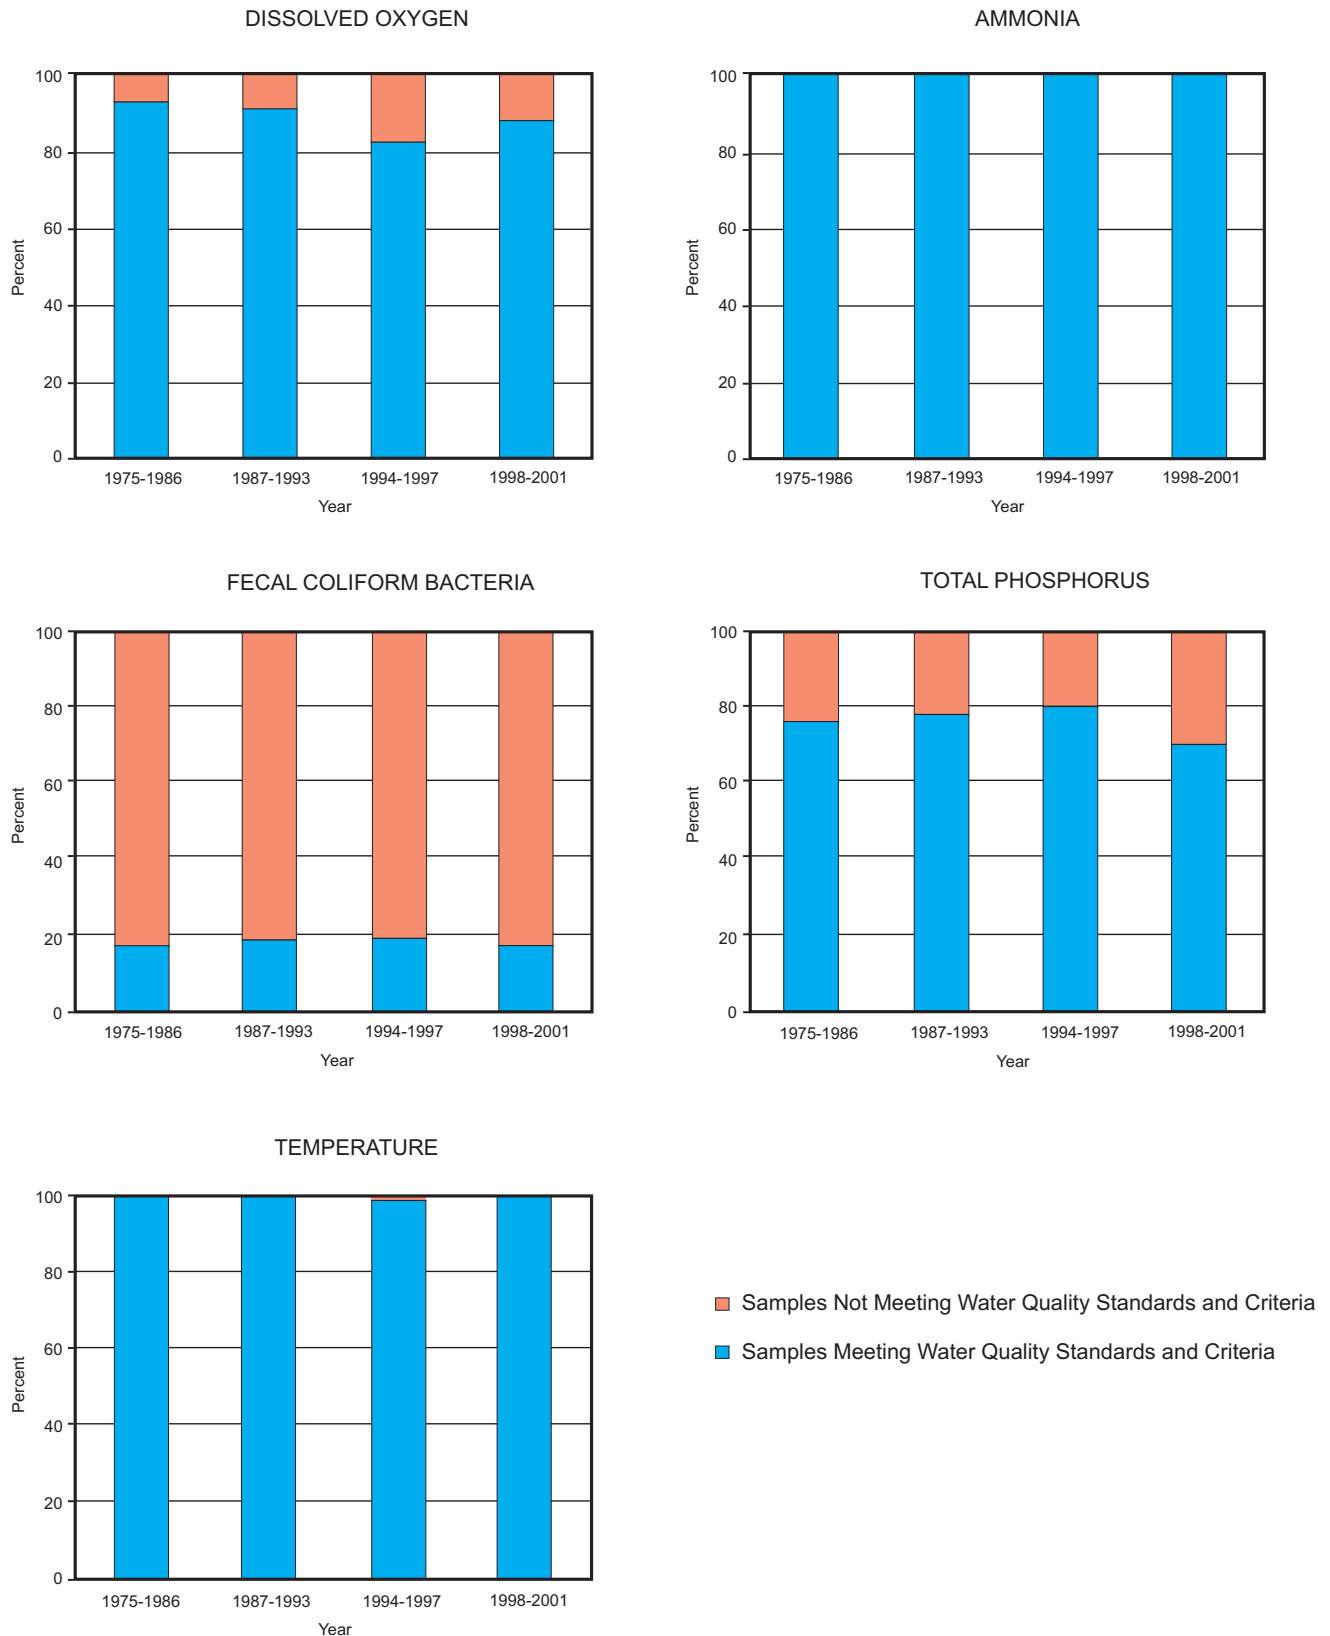 DISSOLVED OXYGEN
100
80
60
40
20
0
Percent
1975-1986 1987-1993 1994-1997 1998-2001
Year
AMMONIA
100
80
60
40
20
0
Percent
1975-1986 1987-1993 1994-1997 1998-2001
Year
FECAL COLIFORM BACTERIA
100
80
60
40
20
0
Percent
1975-1986 1987-1993 1994-1997 1998-2001
Year
TOTAL PHOSPHORUS
100
80
60
40
20
0
Percent
1975-1986 1987-1993 1994-1997 1998-2001
Year
TEMPERATURE
100
80
60
40
20
0
Percent
1975-1986 1987-1993 1994-1997 1998-2001
Year
Samples Not Meeting Water Quality Standards and Criteria
Samples Meeting Water Quality Standards and Criteria